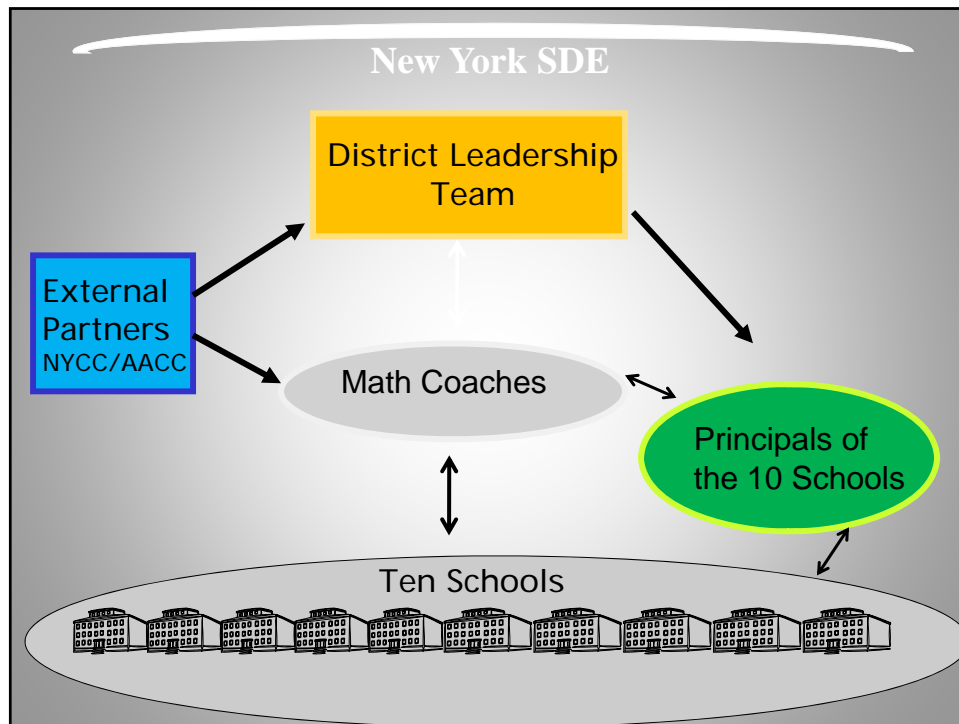 New York SDE
District Leadership
Team
External
Partners
NYCC/AACC
Math Coaches
Principals of
the 10 Schools
Ten Schools